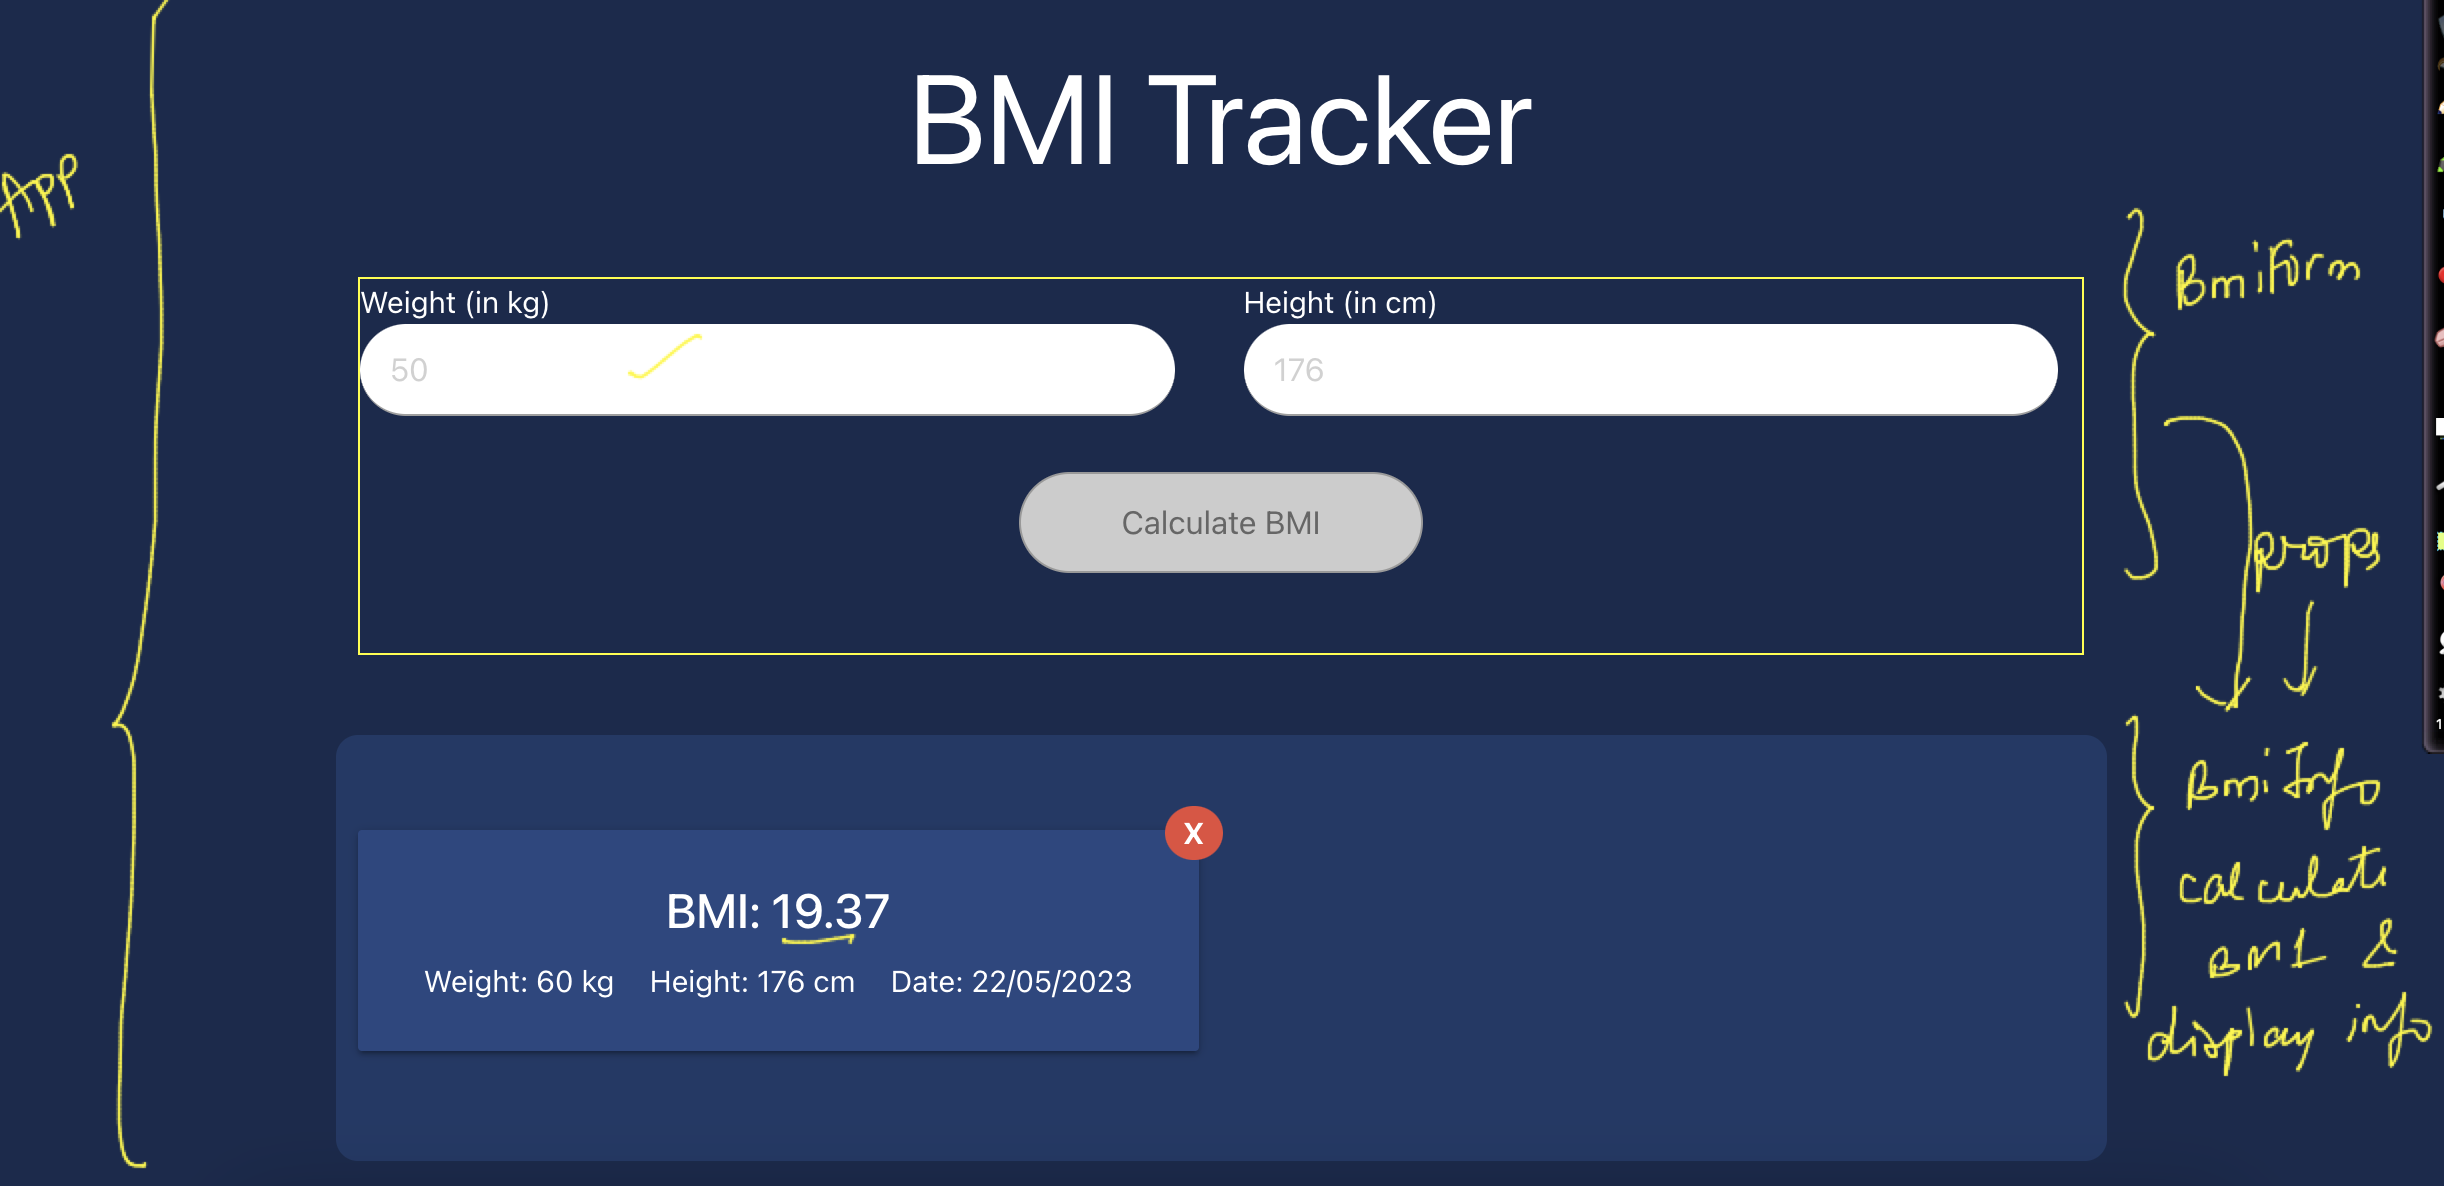 BMI Tracker
App
BmiForm
Weight (in kg) Height (in cm)
50 176
Calculate BMI
props
BmiInfo
calculate
BMI &
display info
X
BMI: 19.37
Weight: 60 kg Height: 176 cm Date: 22/05/2023